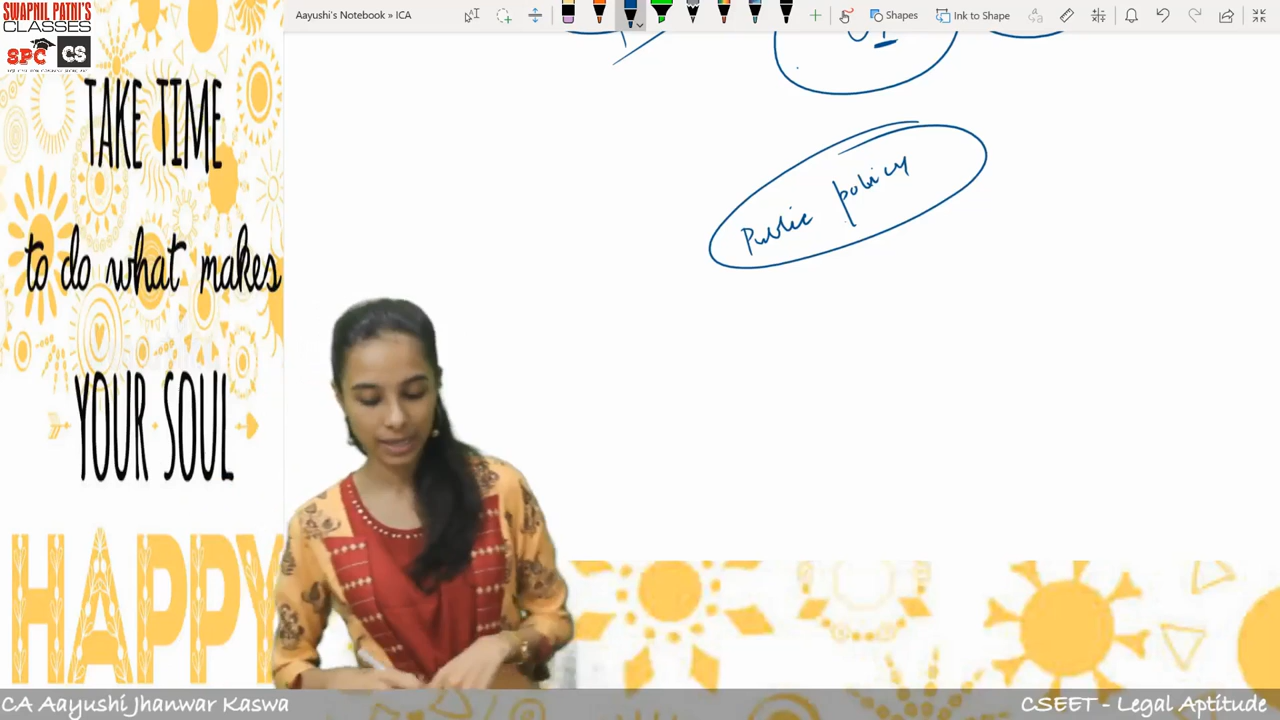 SWAPNIL PATNI'S
CLASSES
SPC CS
Aayushi's Notebook » ICA
Shapes
Ink to Shape
Public policy
TAKE TIME
to do what makes
YOUR SOUL
HAPPY
CA Aayushi Jhanwar Kaswa
CSEET - Legal Aptitude